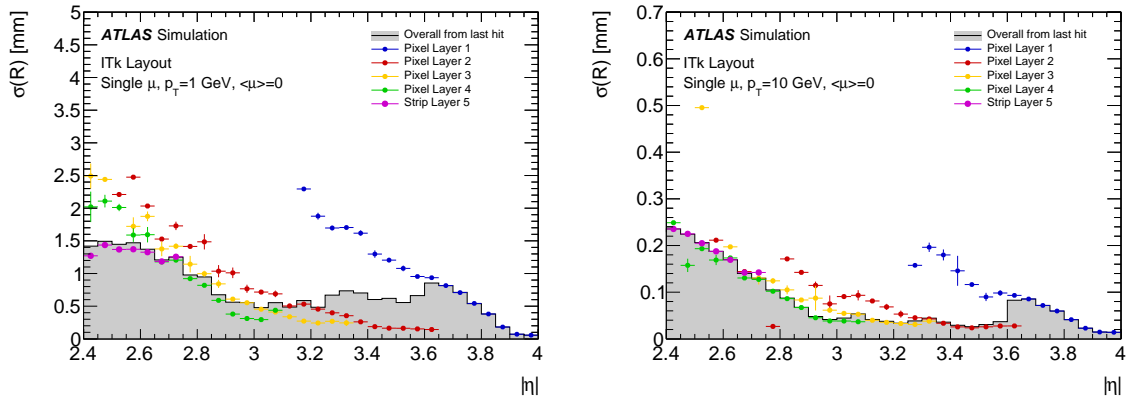 σ(R) [mm]
5
4.5
4
3.5
3
2.5
2
1.5
1
0.5
0
ATLAS Simulation
ITk Layout
Single μ, p_T=1 GeV, <μ>=0
Overall from last hit
Pixel Layer 1
Pixel Layer 2
Pixel Layer 3
Pixel Layer 4
Strip Layer 5
2.4 2.6 2.8 3 3.2 3.4 3.6 3.8 4
|η|
σ(R) [mm]
0.7
0.6
0.5
0.4
0.3
0.2
0.1
0
ATLAS Simulation
ITk Layout
Single μ, p_T=10 GeV, <μ>=0
Overall from last hit
Pixel Layer 1
Pixel Layer 2
Pixel Layer 3
Pixel Layer 4
Strip Layer 5
2.4 2.6 2.8 3 3.2 3.4 3.6 3.8 4
|η|